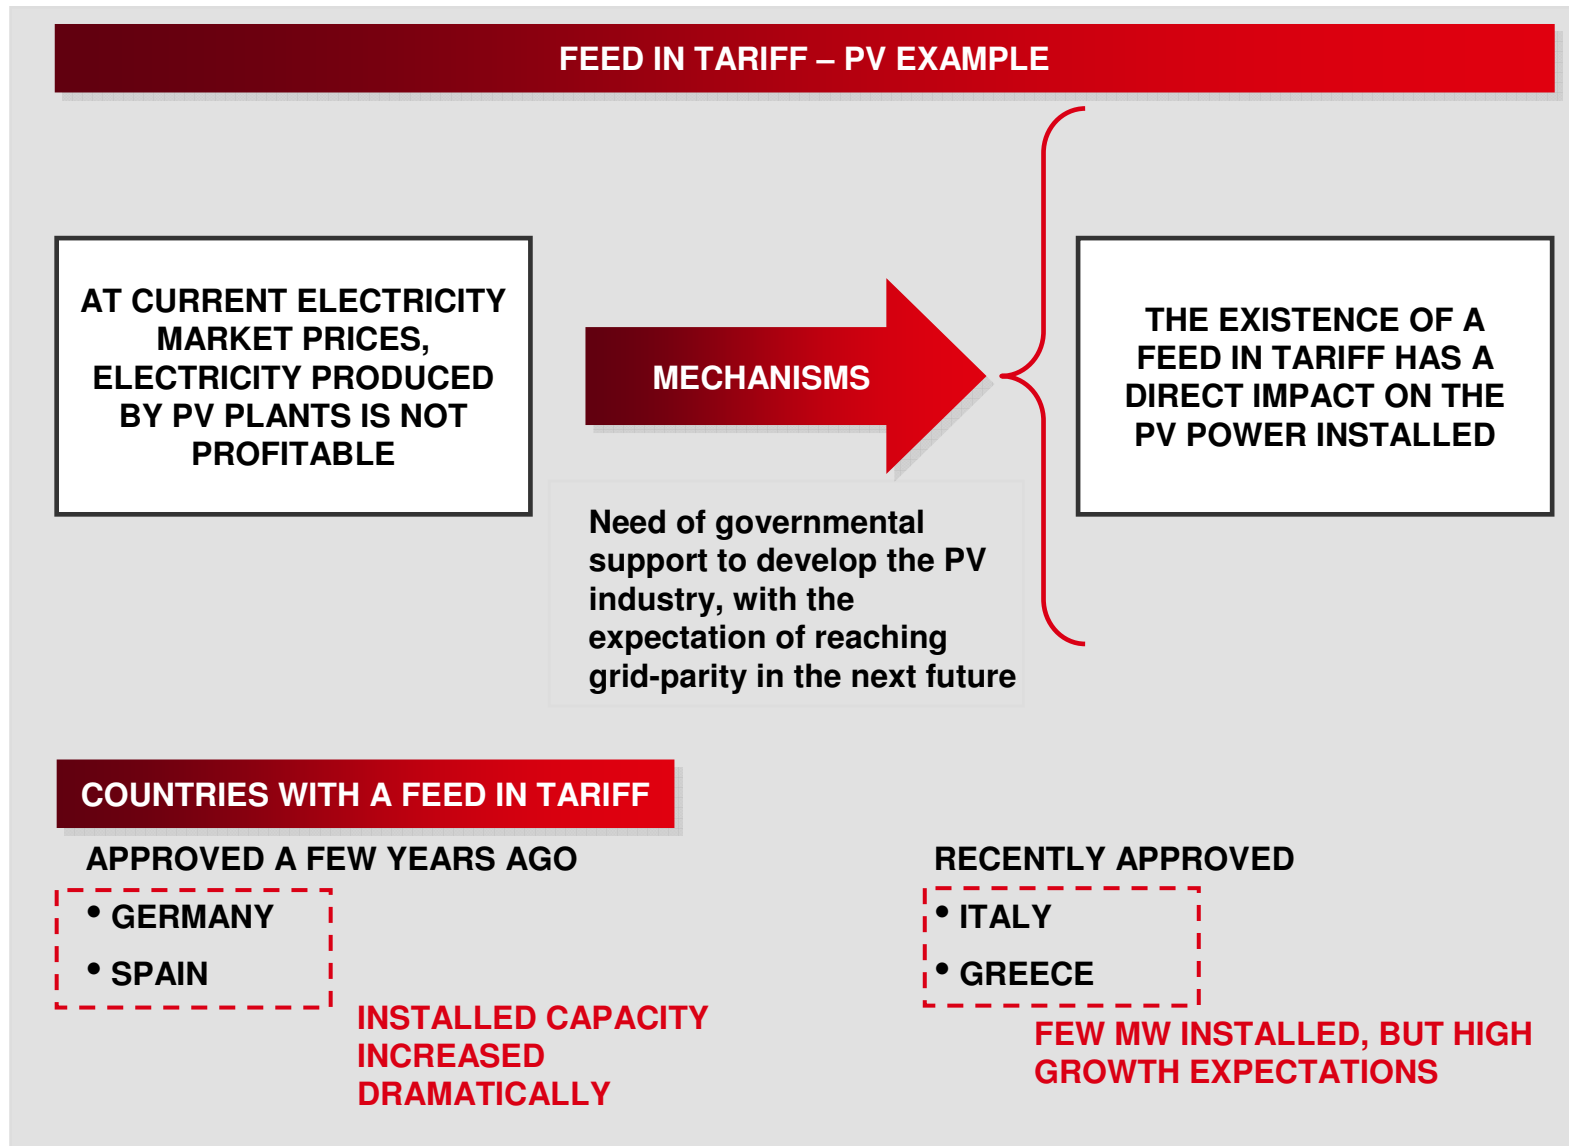 FEED IN TARIFF – PV EXAMPLE
AT CURRENT ELECTRICITY
MARKET PRICES,
ELECTRICITY PRODUCED
BY PV PLANTS IS NOT
PROFITABLE
MECHANISMS
Need of governmental
support to develop the PV
industry, with the
expectation of reaching
grid-parity in the next future
THE EXISTENCE OF A
FEED IN TARIFF HAS A
DIRECT IMPACT ON THE
PV POWER INSTALLED
COUNTRIES WITH A FEED IN TARIFF
APPROVED A FEW YEARS AGO
• GERMANY
• SPAIN
INSTALLED CAPACITY
INCREASED
DRAMATICALLY
RECENTLY APPROVED
• ITALY
• GREECE
FEW MW INSTALLED, BUT HIGH
GROWTH EXPECTATIONS